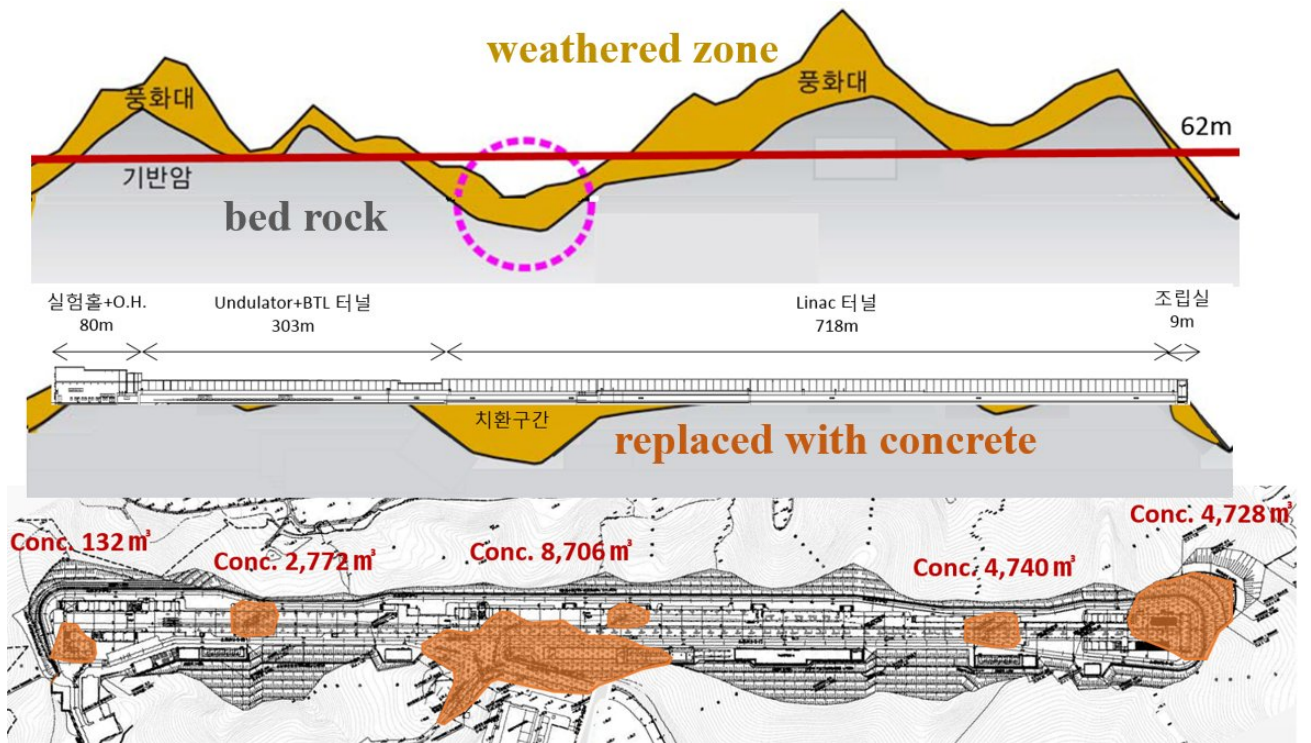 weathered zone
풍화대
풍화대
62m
기반암
bed rock
실험홀+O.H.
80m
Undulator+BTL 터널
303m
Linac 터널
718m
조립실
9m
치환구간
replaced with concrete
Conc. 132㎥
Conc. 2,772㎥
Conc. 8,706㎥
Conc. 4,740㎥
Conc. 4,728㎥